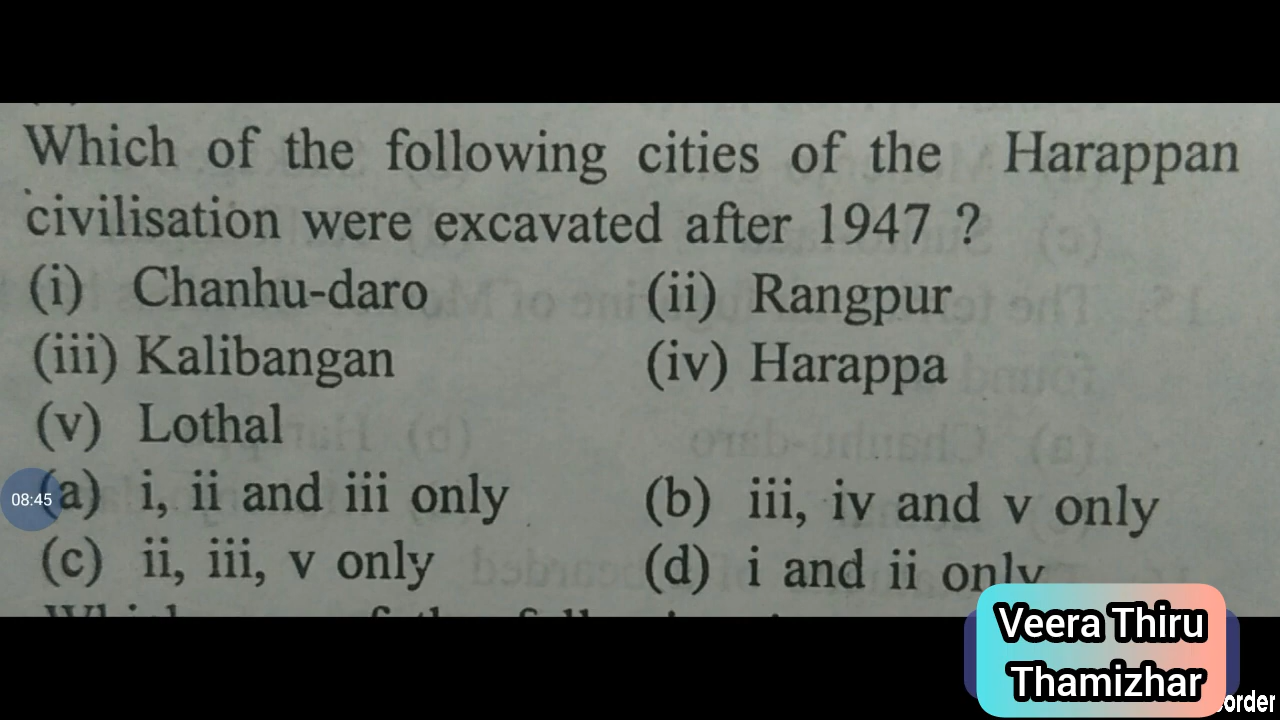 Which of the following cities of the Harappan
civilisation were excavated after 1947 ?
(i) Chanhu-daro (ii) Rangpur
(iii) Kalibangan (iv) Harappa
(v) Lothal
08:45
(a) i, ii and iii only (b) iii, iv and v only
(c) ii, iii, v only (d) i and ii only
Veera Thiru
Thamizhar